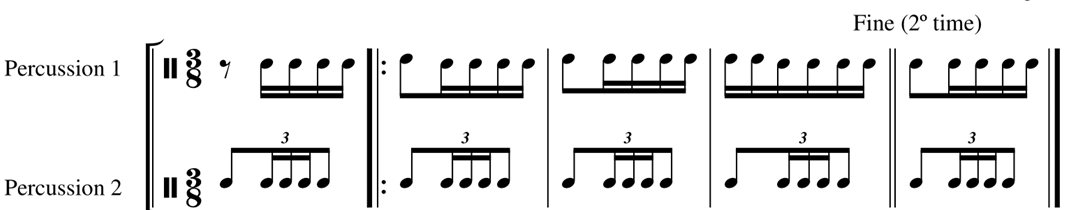 Fine (2º time)
Percussion 1
3 8
3 3 3 3 3
Percussion 2
3 8